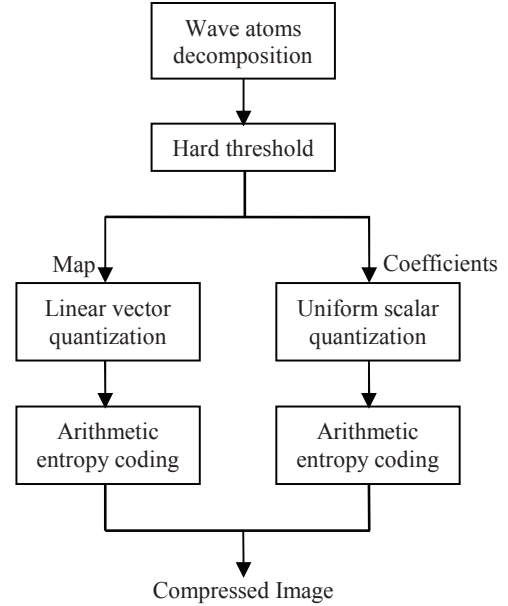 Wave atoms
decomposition
Hard threshold
Map
Coefficients
Linear vector
quantization
Uniform scalar
quantization
Arithmetic
entropy coding
Arithmetic
entropy coding
Compressed Image